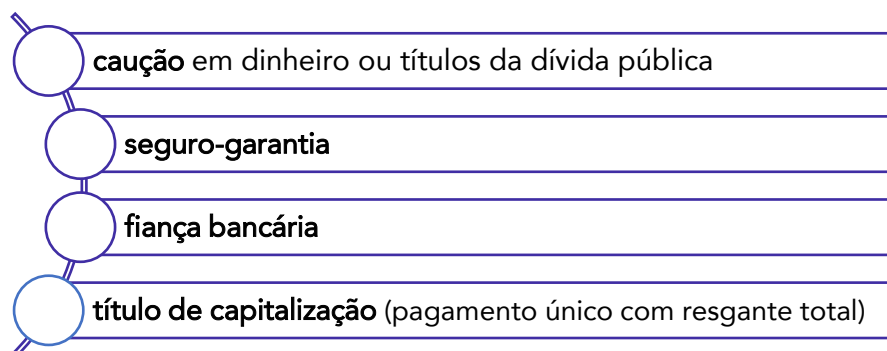 caução em dinheiro ou títulos da dívida pública
seguro-garantia
fiança bancária
título de capitalização (pagamento único com resgante total)